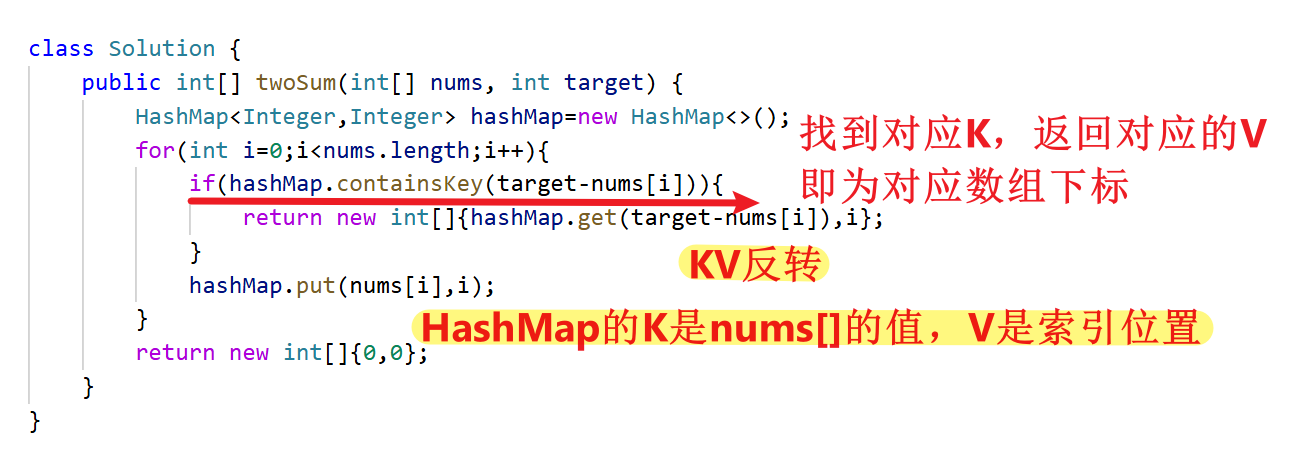 class Solution {
public int[] twoSum(int[] nums, int target) {
HashMap<Integer,Integer> hashMap=new HashMap<>();
找到对应K，返回对应的V
for(int i=0;i<nums.length;i++){
if(hashMap.containsKey(target-nums[i])){
即为对应数组下标
return new int[]{hashMap.get(target-nums[i]),i};
}
KV反转
hashMap.put(nums[i],i);
}
HashMap的K是nums[]的值，V是索引位置
return new int[]{0,0};
}
}